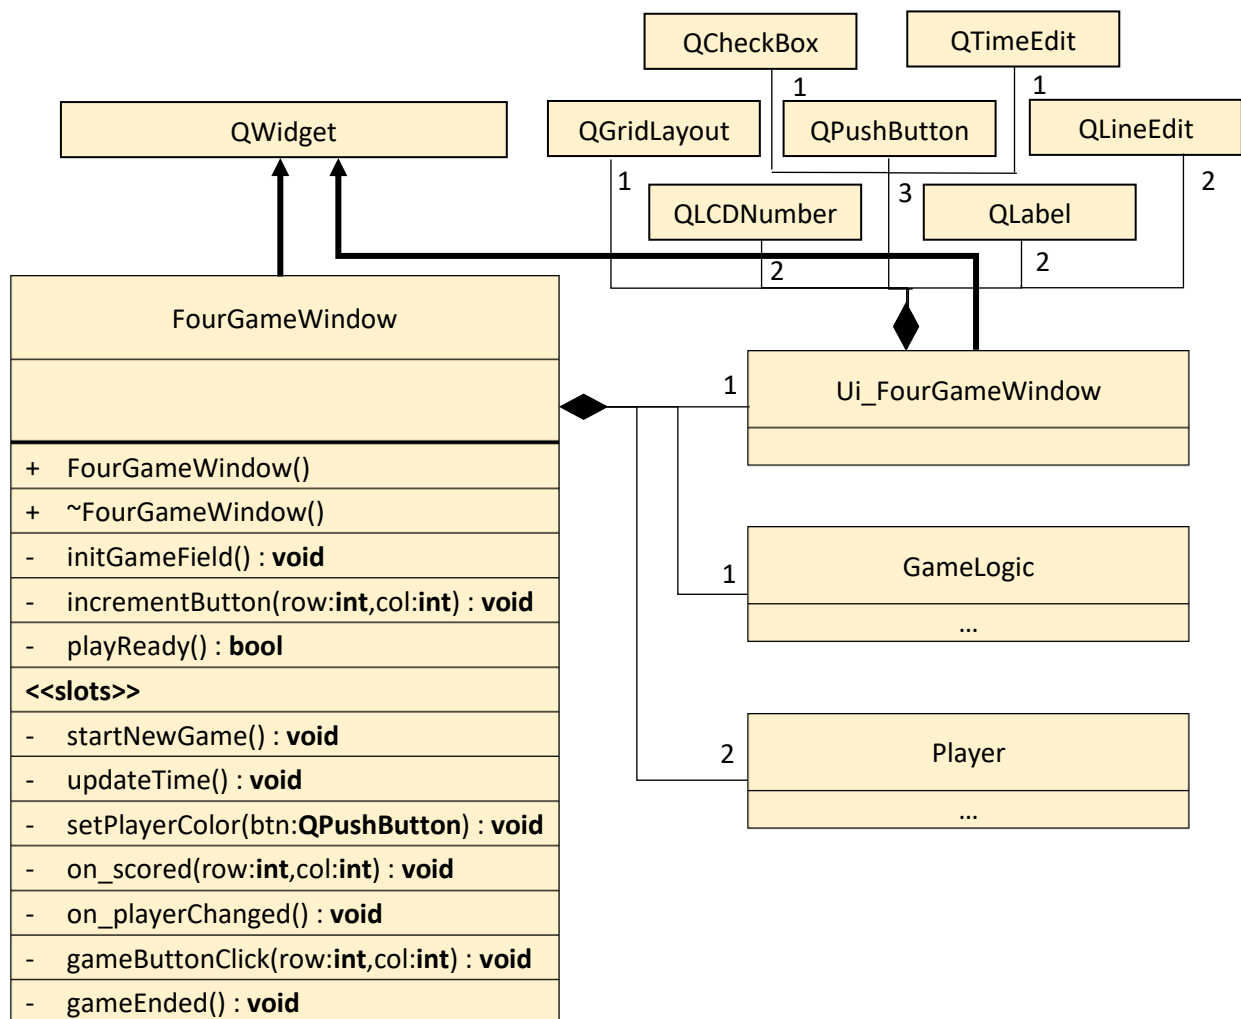 QCheckBox
QTimeEdit
1
1
QWidget
QGridLayout
QPushButton
QLineEdit
1
3
2
QLCDNumber
QLabel
2
2
FourGameWindow
1
Ui_FourGameWindow
+ FourGameWindow()
+ ~FourGameWindow()
- initGameField() : void
- incrementButton(row:int,col:int) : void
- playReady() : bool
<<slots>>
- startNewGame() : void
- updateTime() : void
- setPlayerColor(btn:QPushButton) : void
- on_scored(row:int,col:int) : void
- on_playerChanged() : void
- gameButtonClick(row:int,col:int) : void
- gameEnded() : void
1
GameLogic
...
2
Player
...